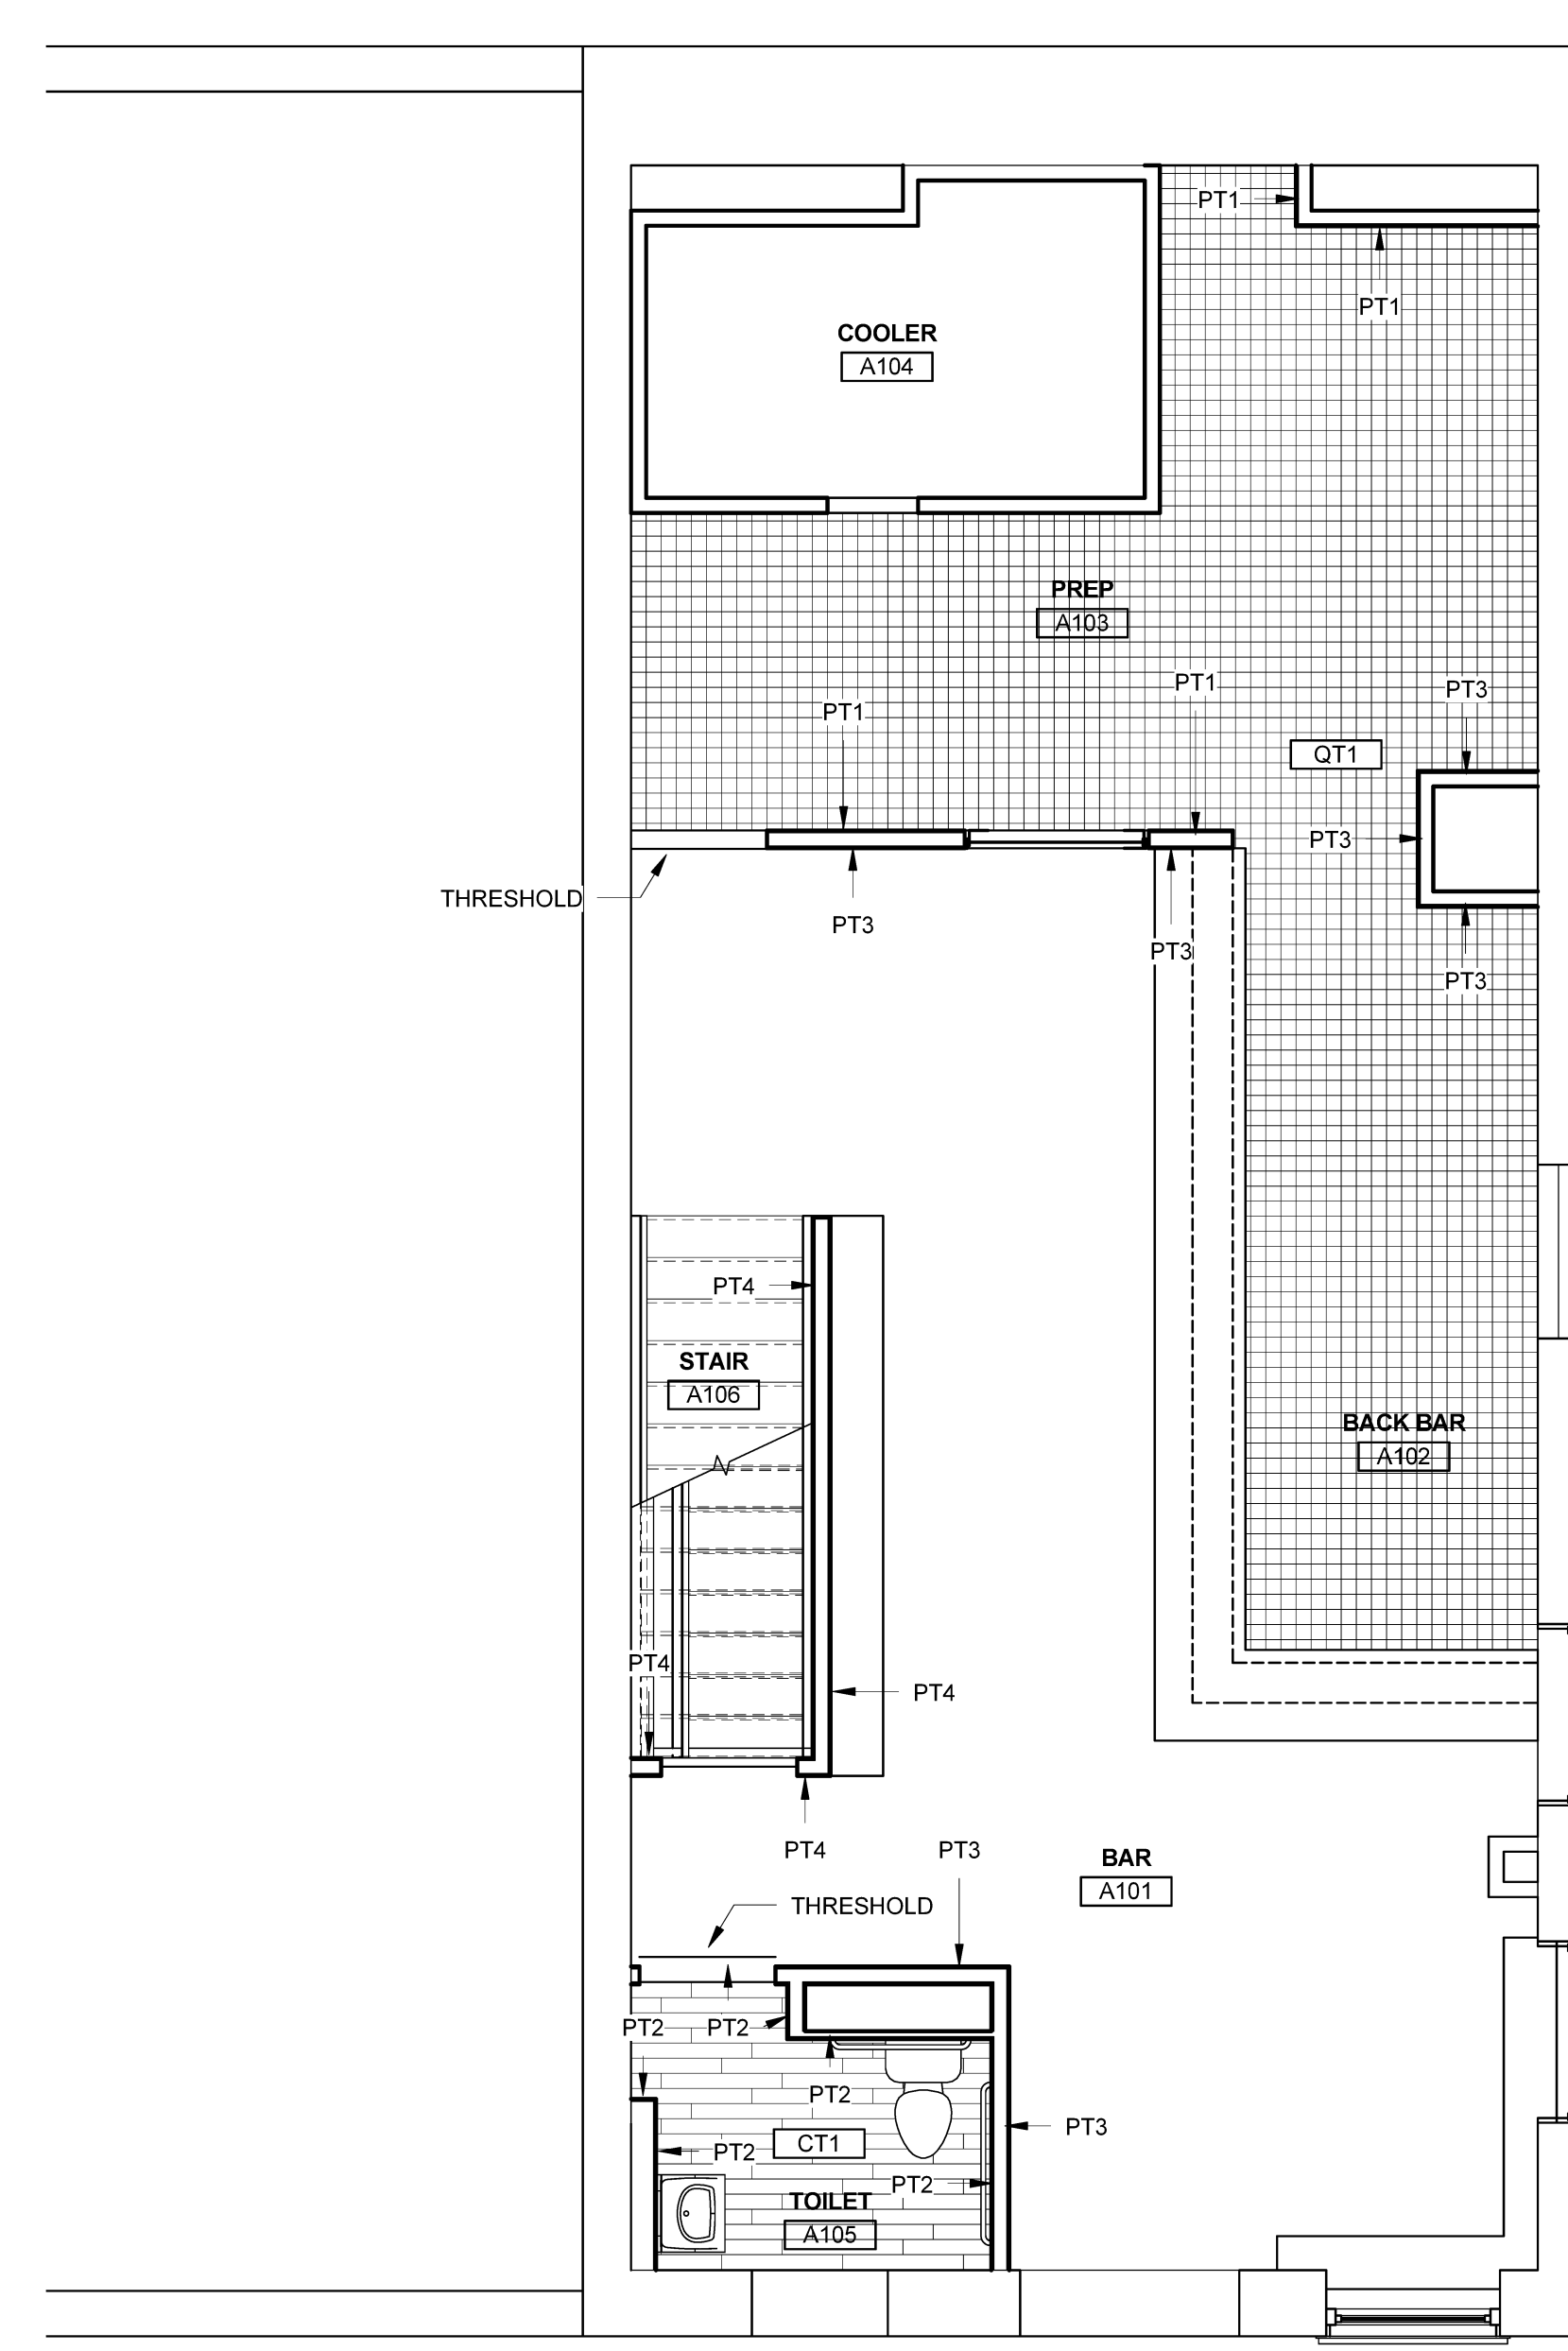 PT1
PT1
COOLER
A104
PREP
A103
PT1
PT1
PT3
QT1
PT3
THRESHOLD
PT3
PT3
PT3
PT4
STAIR
A106
BACK BAR
A102
PT4
PT4
PT4
PT3
BAR
A101
THRESHOLD
PT2
PT2
PT2
PT3
CT1
PT2
PT2
TOILET
A105